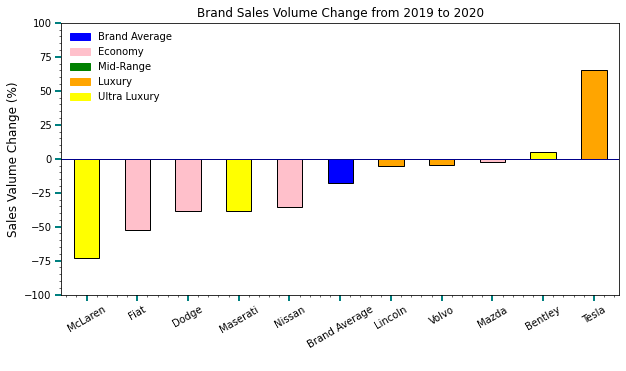 Brand Sales Volume Change from 2019 to 2020
Sales Valume Change (%)
100
75
50
25
0
−25
−50
−75
−100
Brand Average
Economy
Mid-Range
Luxury
Ultra Luxury
McLaren
Fiat
Dodge
Maserati
Nissan
Brand Average
Lincoln
Volvo
Mazda
Bentley
Tesla